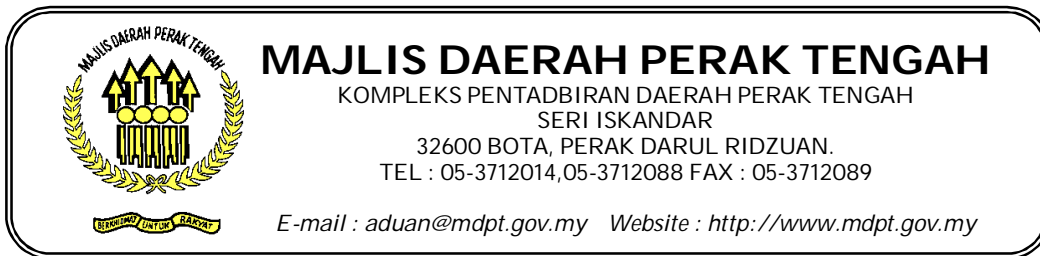 MAJLIS DAERAH PERAK TENGAH
BERKHIDMAT UNTUK RAKYAT
MAJLIS DAERAH PERAK TENGAH
KOMPLEKS PENTADBIRAN DAERAH PERAK TENGAH
SERI ISKANDAR
32600 BOTA, PERAK DARUL RIDZUAN.
TEL : 05-3712014,05-3712088 FAX : 05-3712089
E-mail : aduan@mdpt.gov.my Website : http://www.mdpt.gov.my